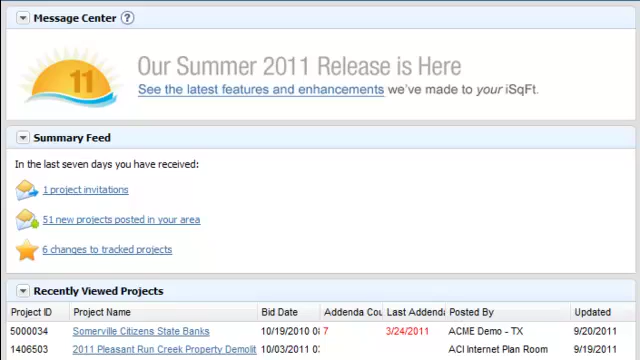 Message Center ?
11
Our Summer 2011 Release is Here
See the latest features and enhancements we've made to your iSqFt.
Summary Feed
In the last seven days you have received:
1 project invitations
51 new projects posted in your area
6 changes to tracked projects
Recently Viewed Projects
Project ID Project Name Bid Date Addenda Cou Last Addenda Posted By Updated
5000034 Somerville Citizens State Banks 10/19/2010 08 7 3/24/2011 ACME Demo - TX 9/20/2011
1406503 2011 Pleasant Run Creek Property Demolit 10/03/2011 03 ACI Internet Plan Room 9/19/2011